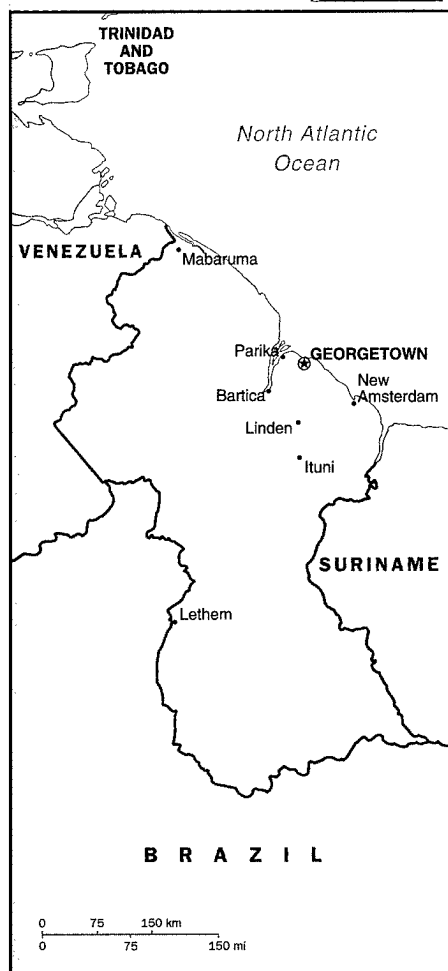 TRINIDAD
AND
TOBAGO
North Atlantic
Ocean
VENEZUELA
Mabaruma
Parika
GEORGETOWN
New
Amsterdam
Bartica
Linden
Ituni
SURINAME
Lethem
BRAZIL
0 75 150 km
0 75 150 mi